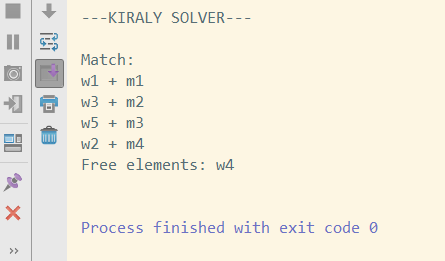 ---KIRALY SOLVER---
Match:
w1 + m1
w3 + m2
w5 + m3
w2 + m4
Free elements: w4
Process finished with exit code 0